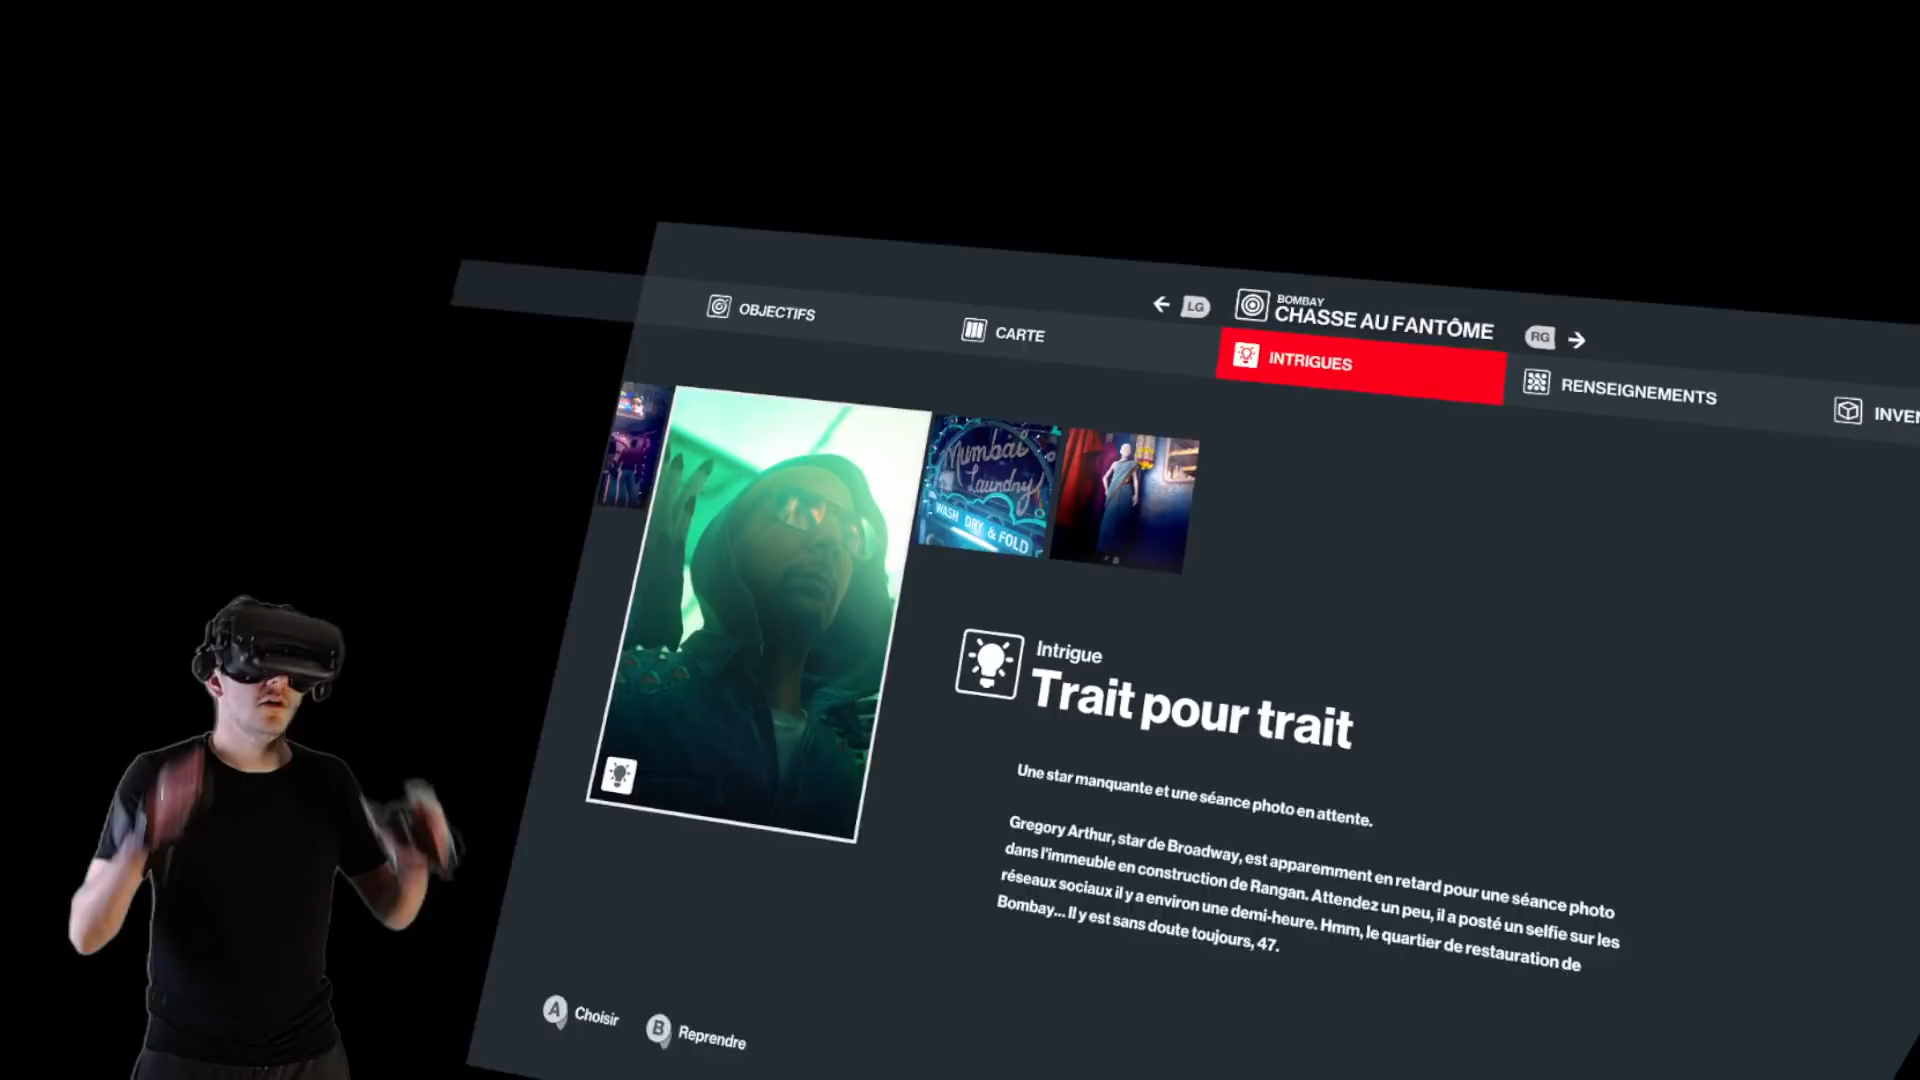 BOMBAY
LG CHASSE AU FANTÔME RG
OBJECTIFS
CARTE
INTRIGUES
RENSEIGNEMENTS
INVEN
Mumbai
Laundry
WASH DRY & FOLD
Intrigue
Trait pour trait
Une star manquante et une séance photo en attente.
Gregory Arthur, star de Broadway, est apparemment en retard pour une séance photo
dans l'immeuble en construction de Rangan. Attendez un peu, il a posté un selfie sur les
réseaux sociaux il y a environ une demi-heure. Hmm, le quartier de restauration de
Bombay... Il y est sans doute toujours, 47.
A Choisir
B Reprendre